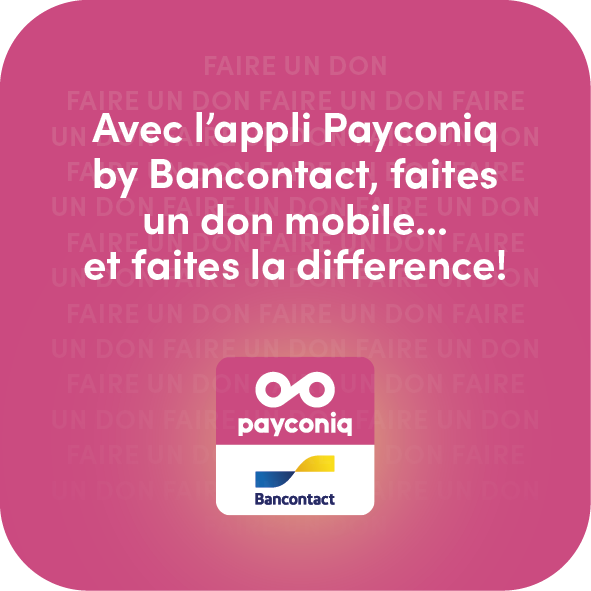 FAIRE UN DON
FAIRE UN DON FAIRE UN DON FAIRE
Avec l'appli Payconiq
by Bancontact, faites
un don mobile...
et faites la difference!
FAIRE UN DON FAIRE UN DON FAIRE
UN DON FAIRE UN DON FAIRE UN DON
payconiq
Bancontact